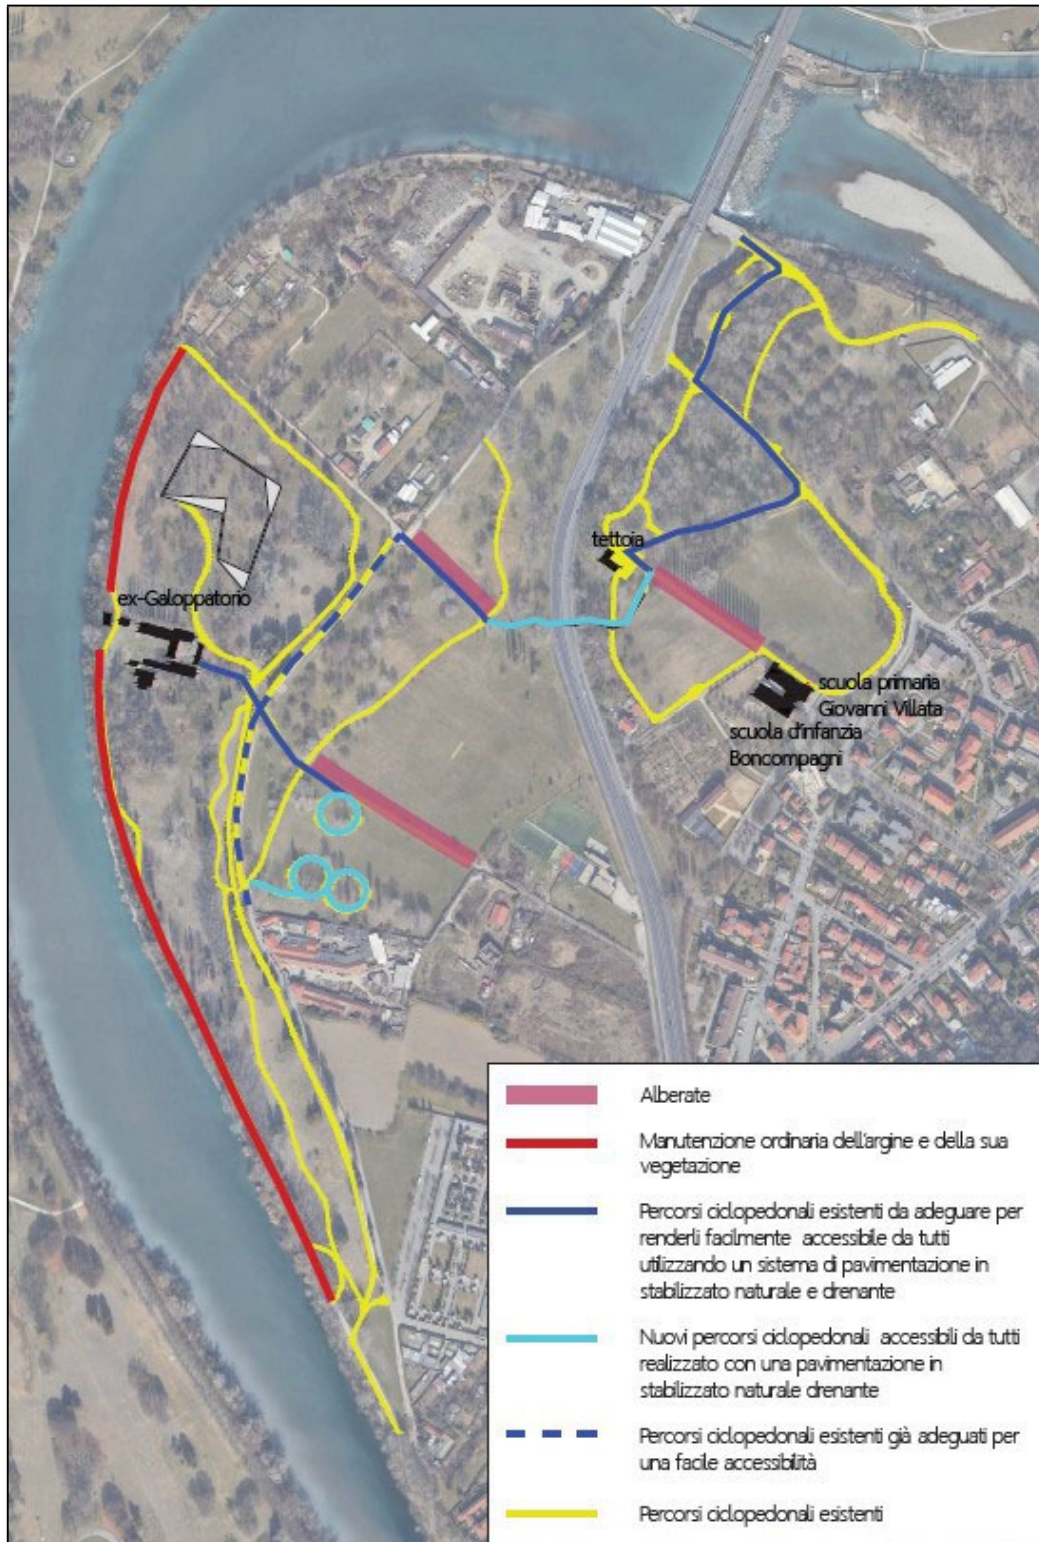 tettoia
ex-Galoppatorio
scuola primaria
Giovanni Villata
scuola d'infanzia
Boncompagni
Alberate
Manutenzione ordinaria dell'argine e della sua
vegetazione
Percorsi ciclopedonali esistenti da adeguare per
renderli facilmente accessibile da tutti
utilizzando un sistema di pavimentazione in
stabilizzato naturale e drenante
Nuovi percorsi ciclopedonali accessibili da tutti
realizzato con una pavimentazione in
stabilizzato naturale drenante
Percorsi ciclopedonali esistenti già adeguati per
una facile accessibilità
Percorsi ciclopedonali esistenti